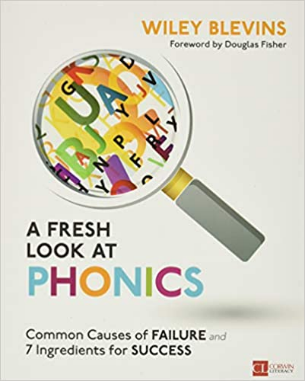 WILEY BLEVINS
Foreword by Douglas Fisher
A FRESH
LOOK AT
PHONICS
Common Causes of FAILURE and
7 Ingredients for SUCCESS
CL CORWIN
LITERACY